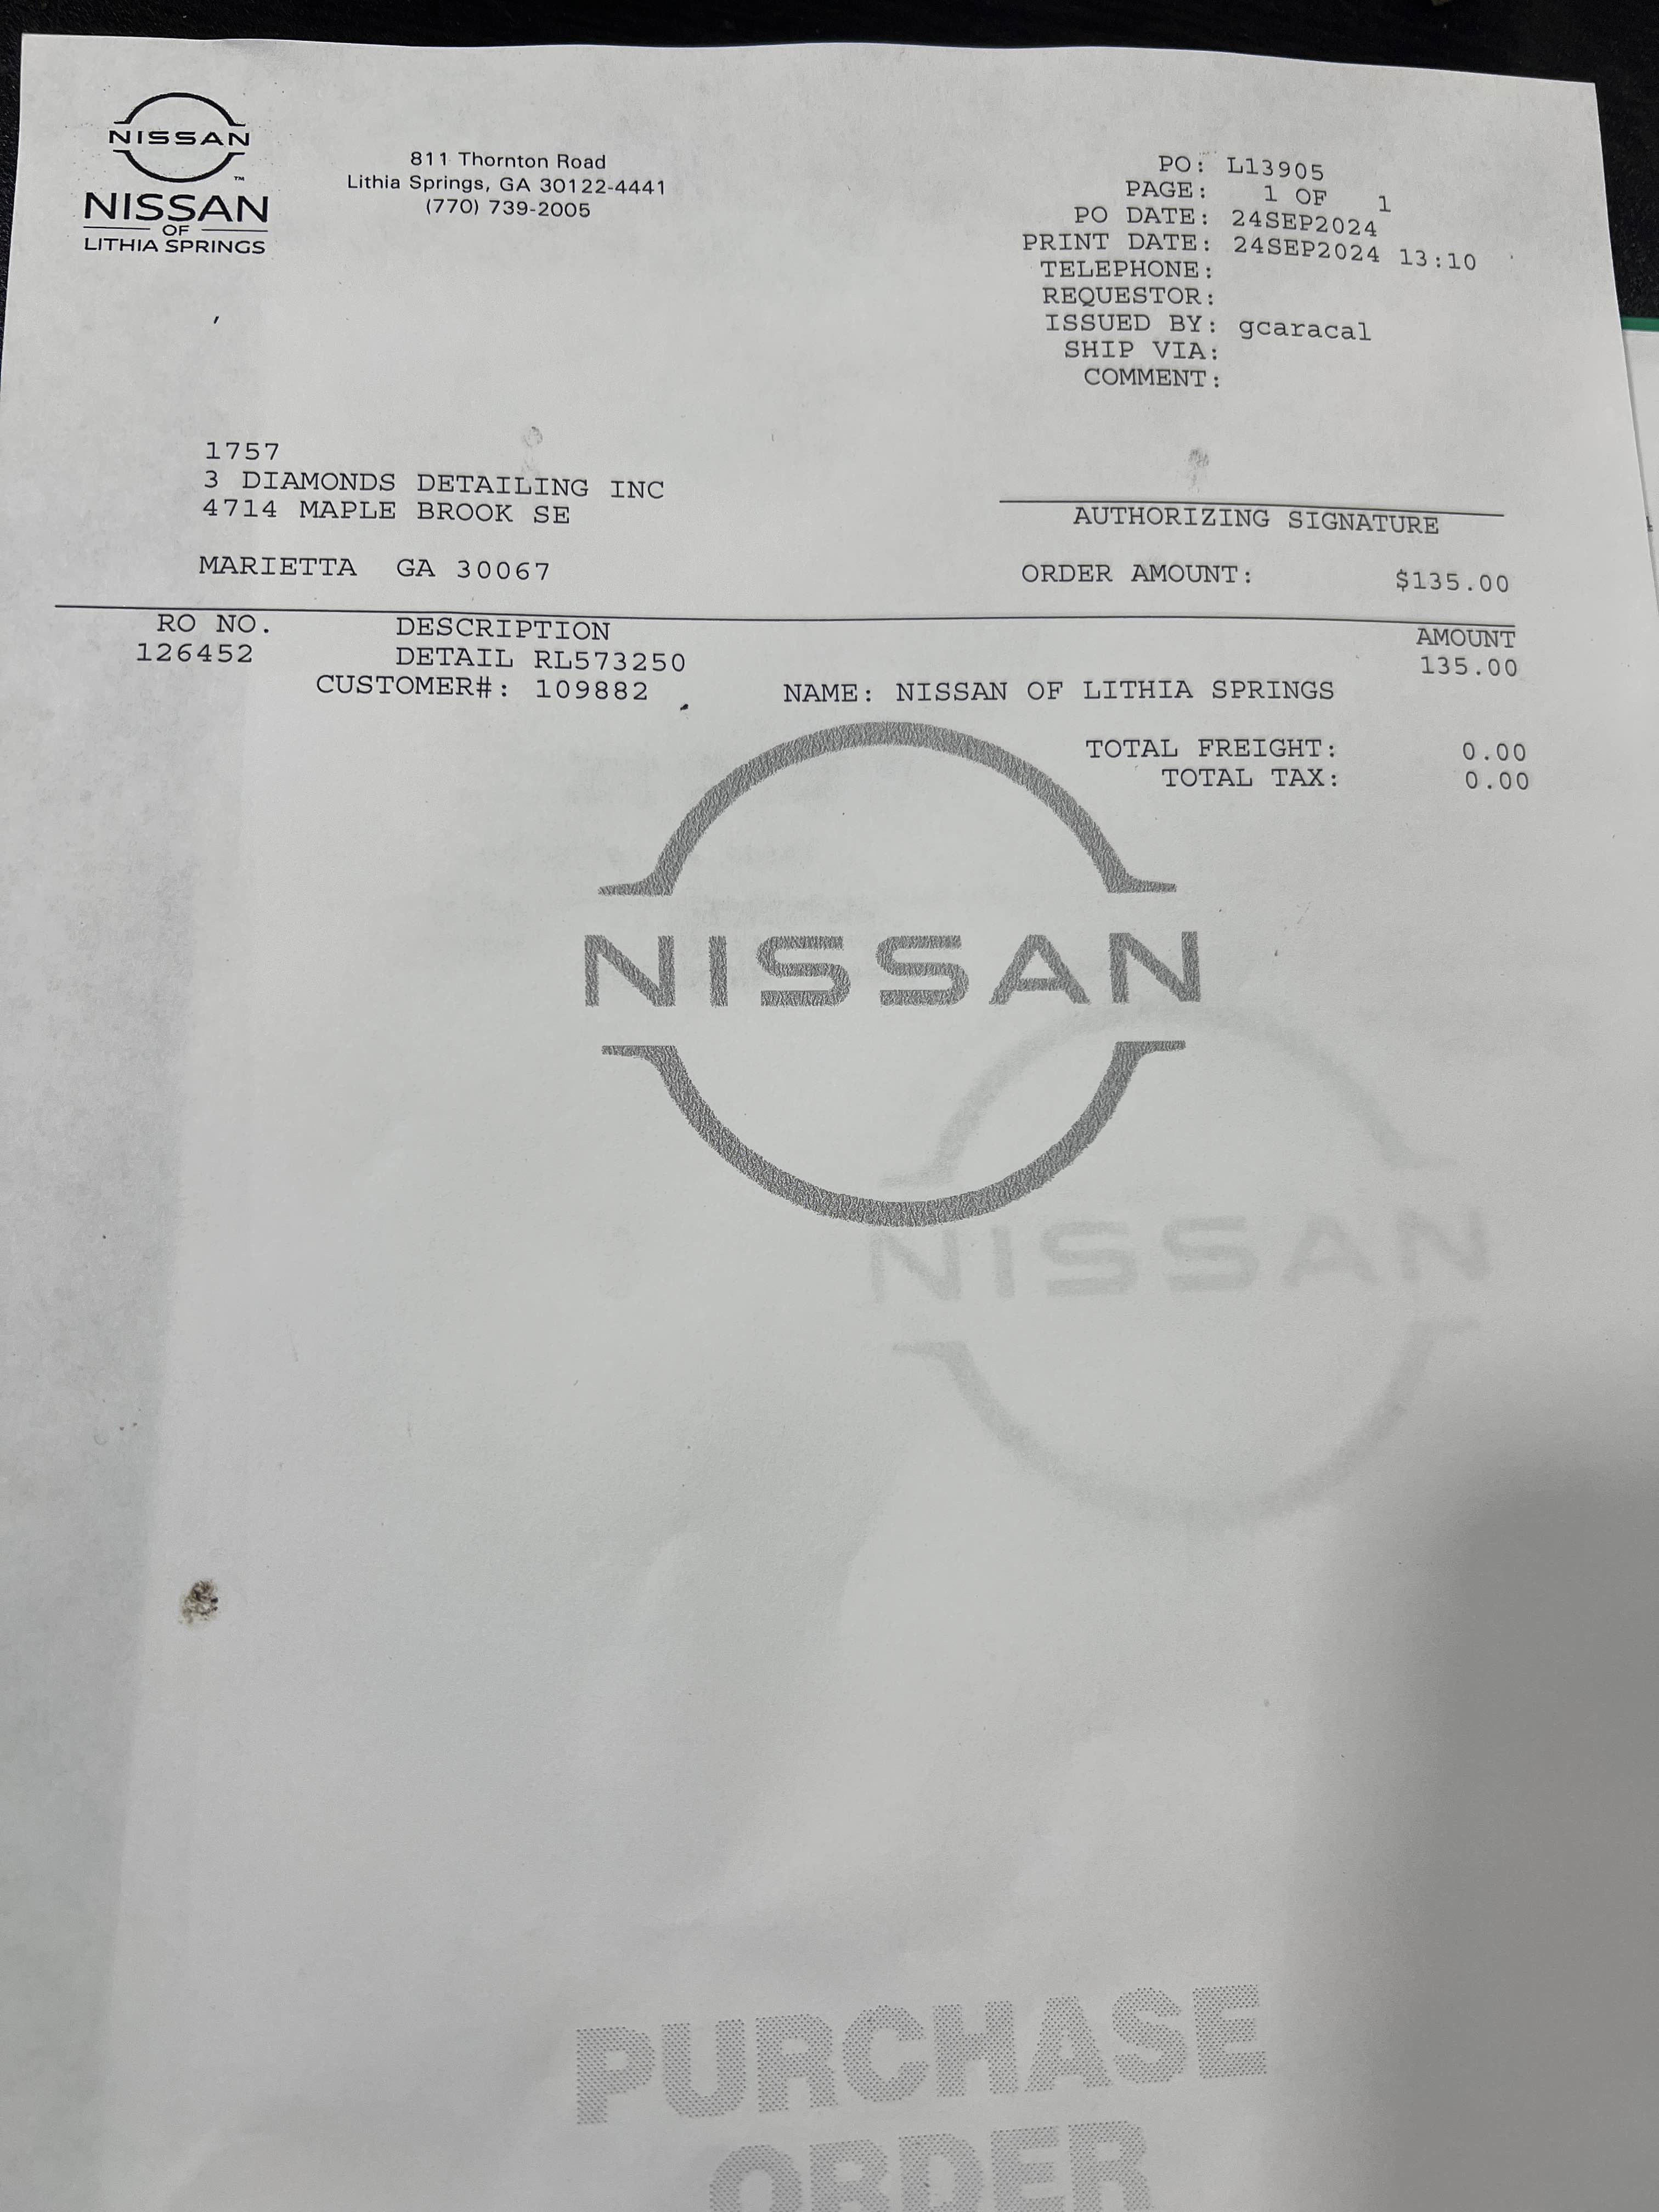 NISSAN
™
NISSAN
OF
LITHIA SPRINGS
811 Thornton Road
Lithia Springs, GA 30122-4441
(770) 739-2005
PO: L13905
PAGE: 1 OF 1
PO DATE: 24SEP2024
PRINT DATE: 24SEP2024 13:10
TELEPHONE:
REQUESTOR:
ISSUED BY: gcaracal
SHIP VIA:
COMMENT:
1757
3 DIAMONDS DETAILING INC
4714 MAPLE BROOK SE
MARIETTA GA 30067
AUTHORIZING SIGNATURE
ORDER AMOUNT: $135.00
RO NO. DESCRIPTION AMOUNT
126452 DETAIL RL573250 135.00
CUSTOMER#: 109882 NAME: NISSAN OF LITHIA SPRINGS
TOTAL FREIGHT: 0.00
TOTAL TAX: 0.00
NISSAN
NISSAN
PURCHASE
ORDER